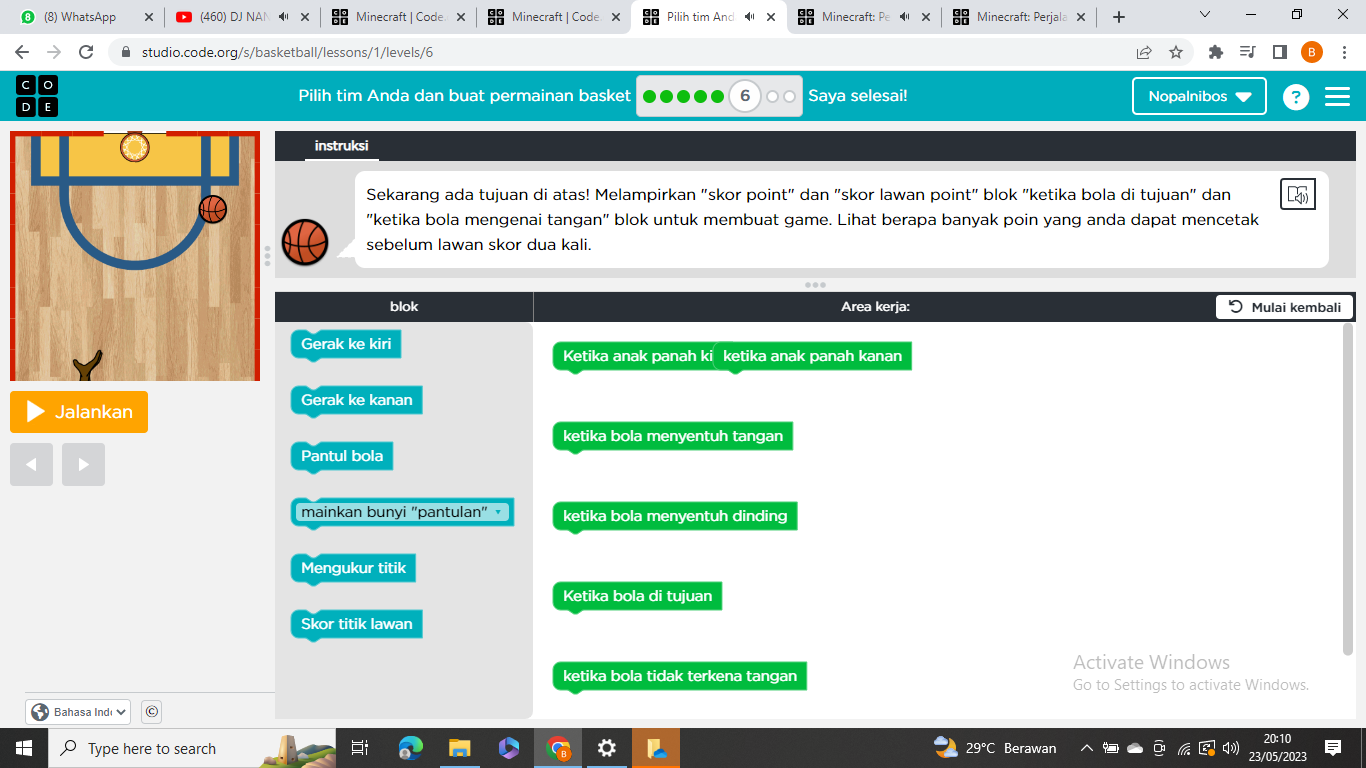 (8) WhatsApp
(460) DJ NAN
Minecraft | Code.
Minecraft | Code.
Pilih tim And
Minecraft: Pe
Minecraft: Perjala
studio.code.org/s/basketball/lessons/1/levels/6
B
C O
D E
Pilih tim Anda dan buat permainan basket
6
Saya selesai!
Nopalnibos
?
instruksi
Sekarang ada tujuan di atas! Melampirkan "skor point" dan "skor lawan point" blok "ketika bola di tujuan" dan
"ketika bola mengenai tangan" blok untuk membuat game. Lihat berapa banyak poin yang anda dapat mencetak
sebelum lawan skor dua kali.
blok
Area kerja:
Mulai kembali
Gerak ke kiri
Gerak ke kanan
Pantul bola
mainkan bunyi "pantulan"
Mengukur titik
Skor titik lawan
Ketika anak panah ki
ketika anak panah kanan
ketika bola menyentuh tangan
ketika bola menyentuh dinding
Ketika bola di tujuan
ketika bola tidak terkena tangan
Jalankan
Activate Windows
Go to Settings to activate Windows.
Bahasa Ind
©
Type here to search
29°C Berawan
20:10
23/05/2023